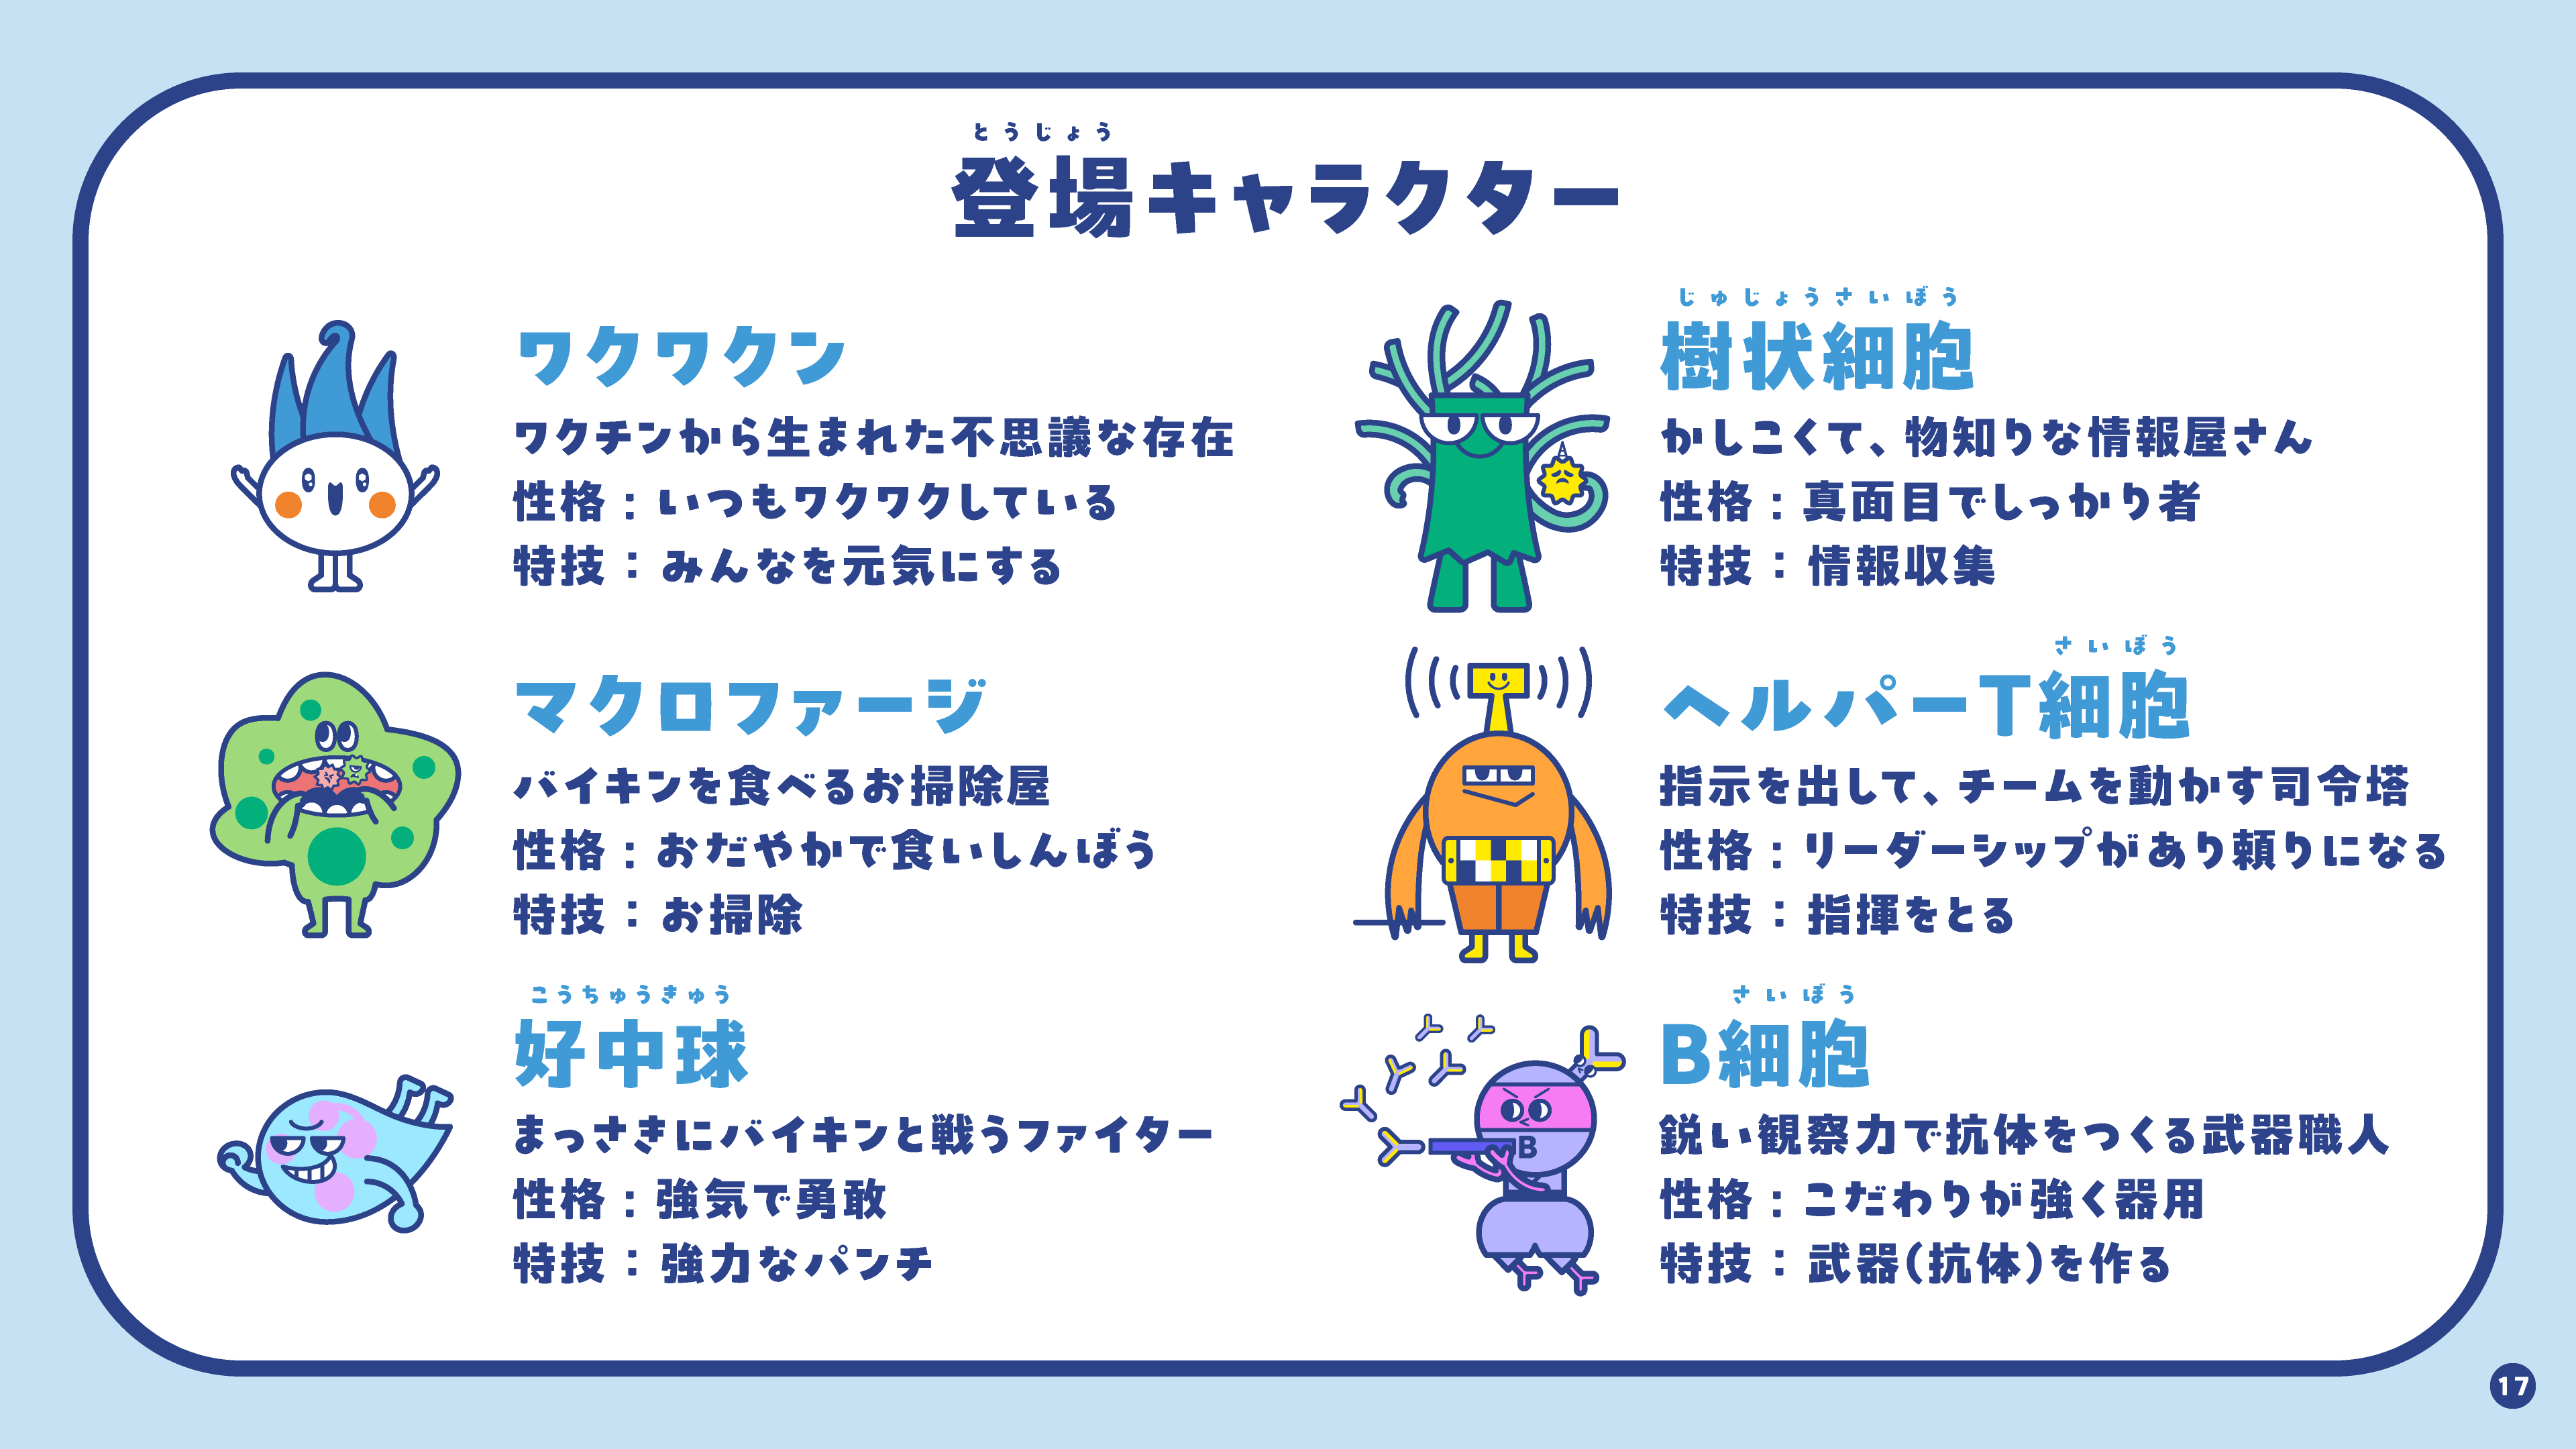 とうじょう
登場キャラクター
ワクワクン
ワクチンから生まれた不思議な存在
性格：いつもワクワクしている
特技：みんなを元気にする
マクロファージ
バイキンを食べるお掃除屋
性格：おだやかで食いしんぼう
特技：お掃除
こうちゅうきゅう
好中球
まっさきにバイキンと戦うファイター
性格：強気で勇敢
特技：強力なパンチ
じゅじょうさいぼう
樹状細胞
かしこくて、物知りな情報屋さん
性格：真面目でしっかり者
特技：情報収集
さいぼう
ヘルパーT細胞
指示を出して、チームを動かす司令塔
性格：リーダーシップがあり頼りになる
特技：指揮をとる
さいぼう
B細胞
鋭い観察力で抗体をつくる武器職人
性格：こだわりが強く器用
特技：武器(抗体)を作る
B
17